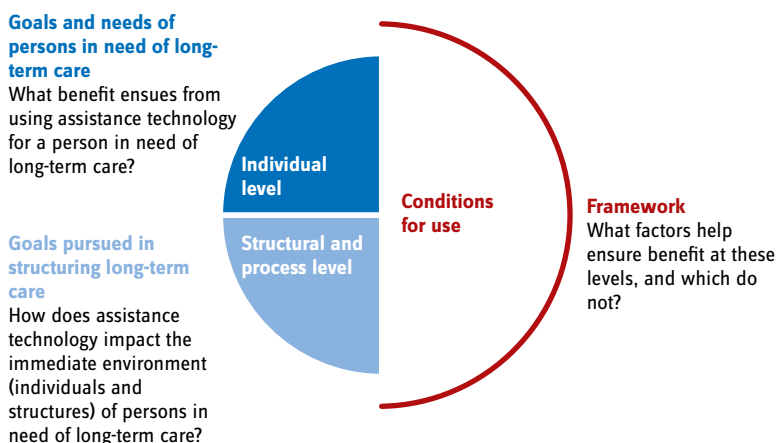 Goals and needs of
persons in need of long-
term care
What benefit ensues from
using assistance technology
for a person in need of
long-term care?
Individual
level
Goals pursued in
structuring long-term
care
How does assistance
technology impact the
immediate environment
(individuals and
structures) of persons in
need of long-term care?
Structural and
process level
Conditions
for use
Framework
What factors help
ensure benefit at these
levels, and which do
not?